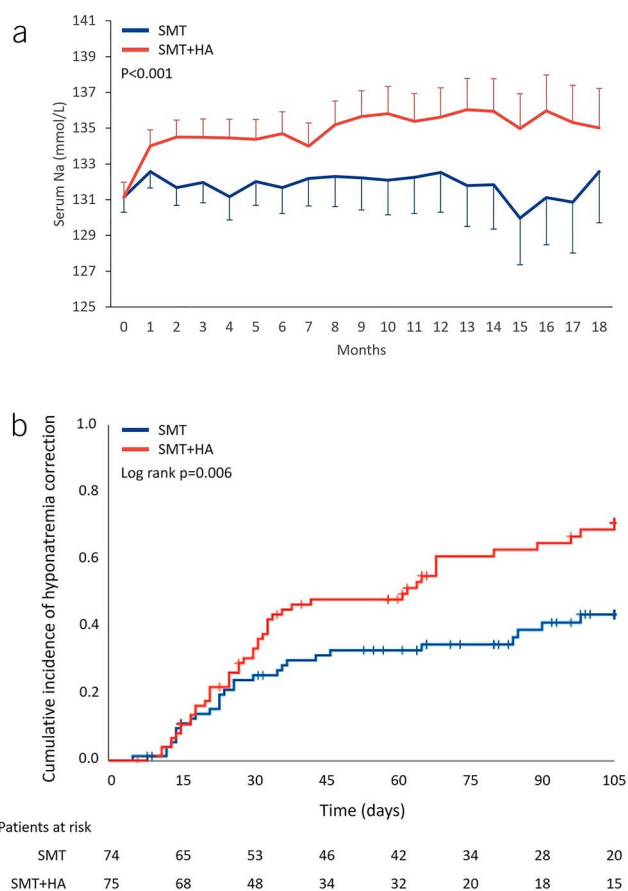 a
SMT
SMT+HA
P<0.001
Serum Na (mmol/L)
141
139
137
135
133
131
129
127
125
0 1 2 3 4 5 6 7 8 9 10 11 12 13 14 15 16 17 18
Months
b
SMT
SMT+HA
Log rank p=0.006
Cumulative incidence of hyponatremia correction
1.0
0.8
0.6
0.4
0.2
0.0
0 15 30 45 60 75 90 105
Time (days)
Patients at risk
SMT 74 65 53 46 42 34 28 20
SMT+HA 75 68 48 34 32 20 18 15